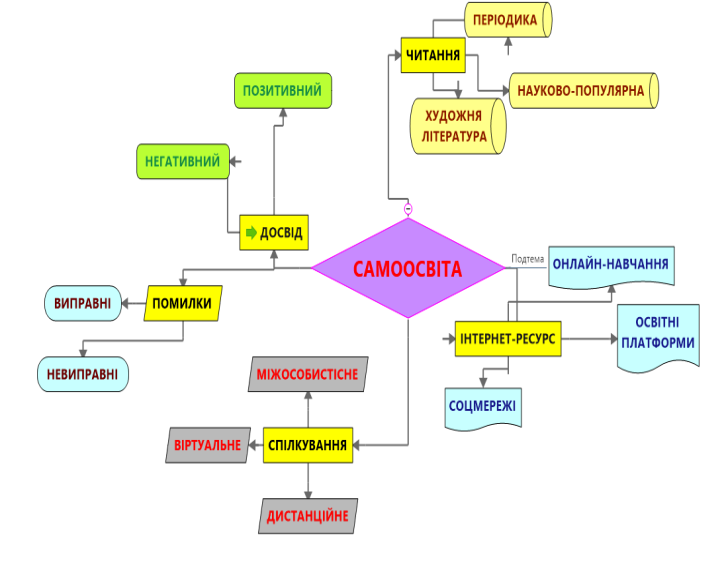 ПЕРІОДИКА
ЧИТАННЯ
НАУКОВО-ПОПУЛЯРНА
ХУДОЖНЯ
ЛІТЕРАТУРА
ПОЗИТИВНИЙ
НЕГАТИВНИЙ
ДОСВІД
САМООСВІТА
Подтема
ОНЛАЙН-НАВЧАННЯ
ПОМИЛКИ
ВИПРАВНІ
НЕВИПРАВНІ
ІНТЕРНЕТ-РЕСУРС
ОСВІТНІ
ПЛАТФОРМИ
СОЦМЕРЕЖІ
МІЖОСОБИСТІСНЕ
ВІРТУАЛЬНЕ
СПІЛКУВАННЯ
ДИСТАНЦІЙНЕ